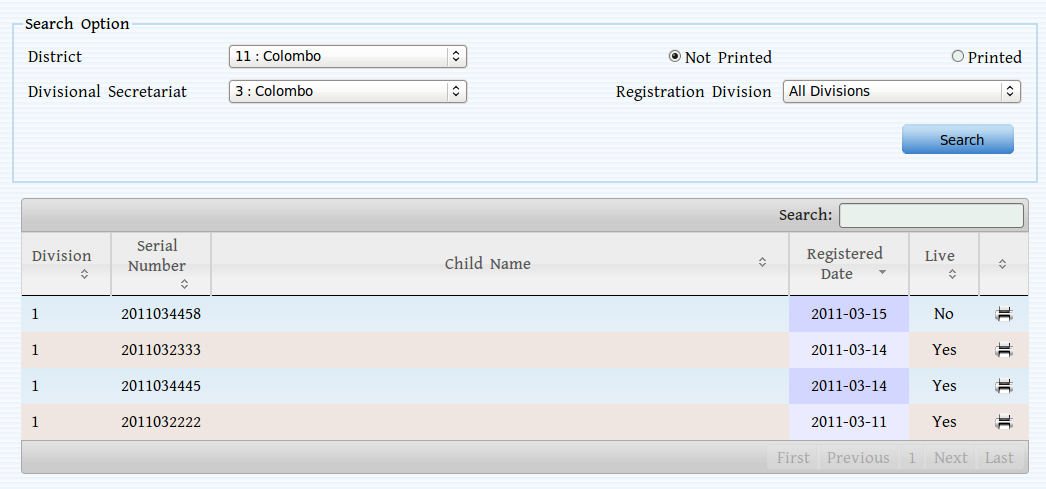 Search Option
District 11 : Colombo Not Printed Printed
Divisional Secretariat 3 : Colombo Registration Division All Divisions
Search
Search:
Division Serial Number Child Name Registered Date Live
1 2011034458 2011-03-15 No
1 2011032333 2011-03-14 Yes
1 2011034445 2011-03-14 Yes
1 2011032222 2011-03-11 Yes
First Previous 1 Next Last